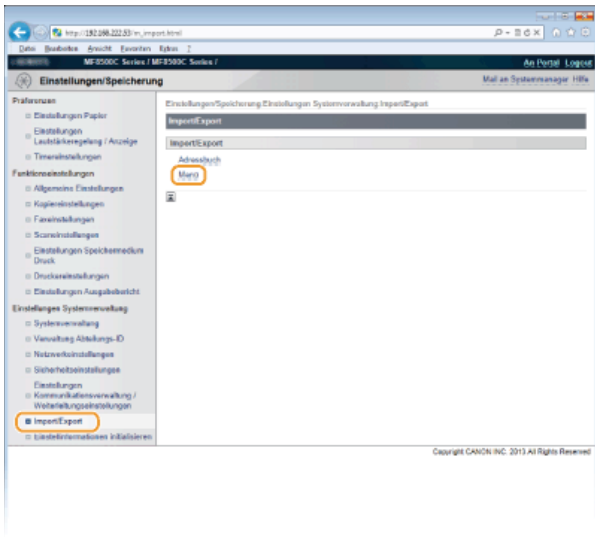 http://192.168.222.53/m_import.html
Datei Bearbeiten Ansicht Favoriten Extras ?
MF8500C Series / MF8500C Series /
An Portal Logout
Einstellungen/Speicherung
Mail an Systemmanager Hilfe
Präferenzen
Einstellungen Papier
Einstellungen
Lautstärkeregelung / Anzeige
Timereinstellungen
Funktionseinstellungen
Allgemeine Einstellungen
Kopiereinstellungen
Faxeinstellungen
Scaneinstellungen
Einstellungen Speichermedium
Druck
Druckereinstellungen
Einstellungen Ausgabebericht
Einstellungen Systemverwaltung
Systemverwaltung
Verwaltung Abteilungs-ID
Netzwerkeinstellungen
Sicherheitseinstellungen
Einstellungen
Kommunikationsverwaltung /
Weiterleitungseinstellungen
Import/Export
Einstellinformationen initialisieren
Einstellungen/Speicherung:Einstellungen Systemverwaltung:Import/Export
Import/Export
Import/Export
Adressbuch
Menü
Copyright CANON INC. 2013 All Rights Reserved